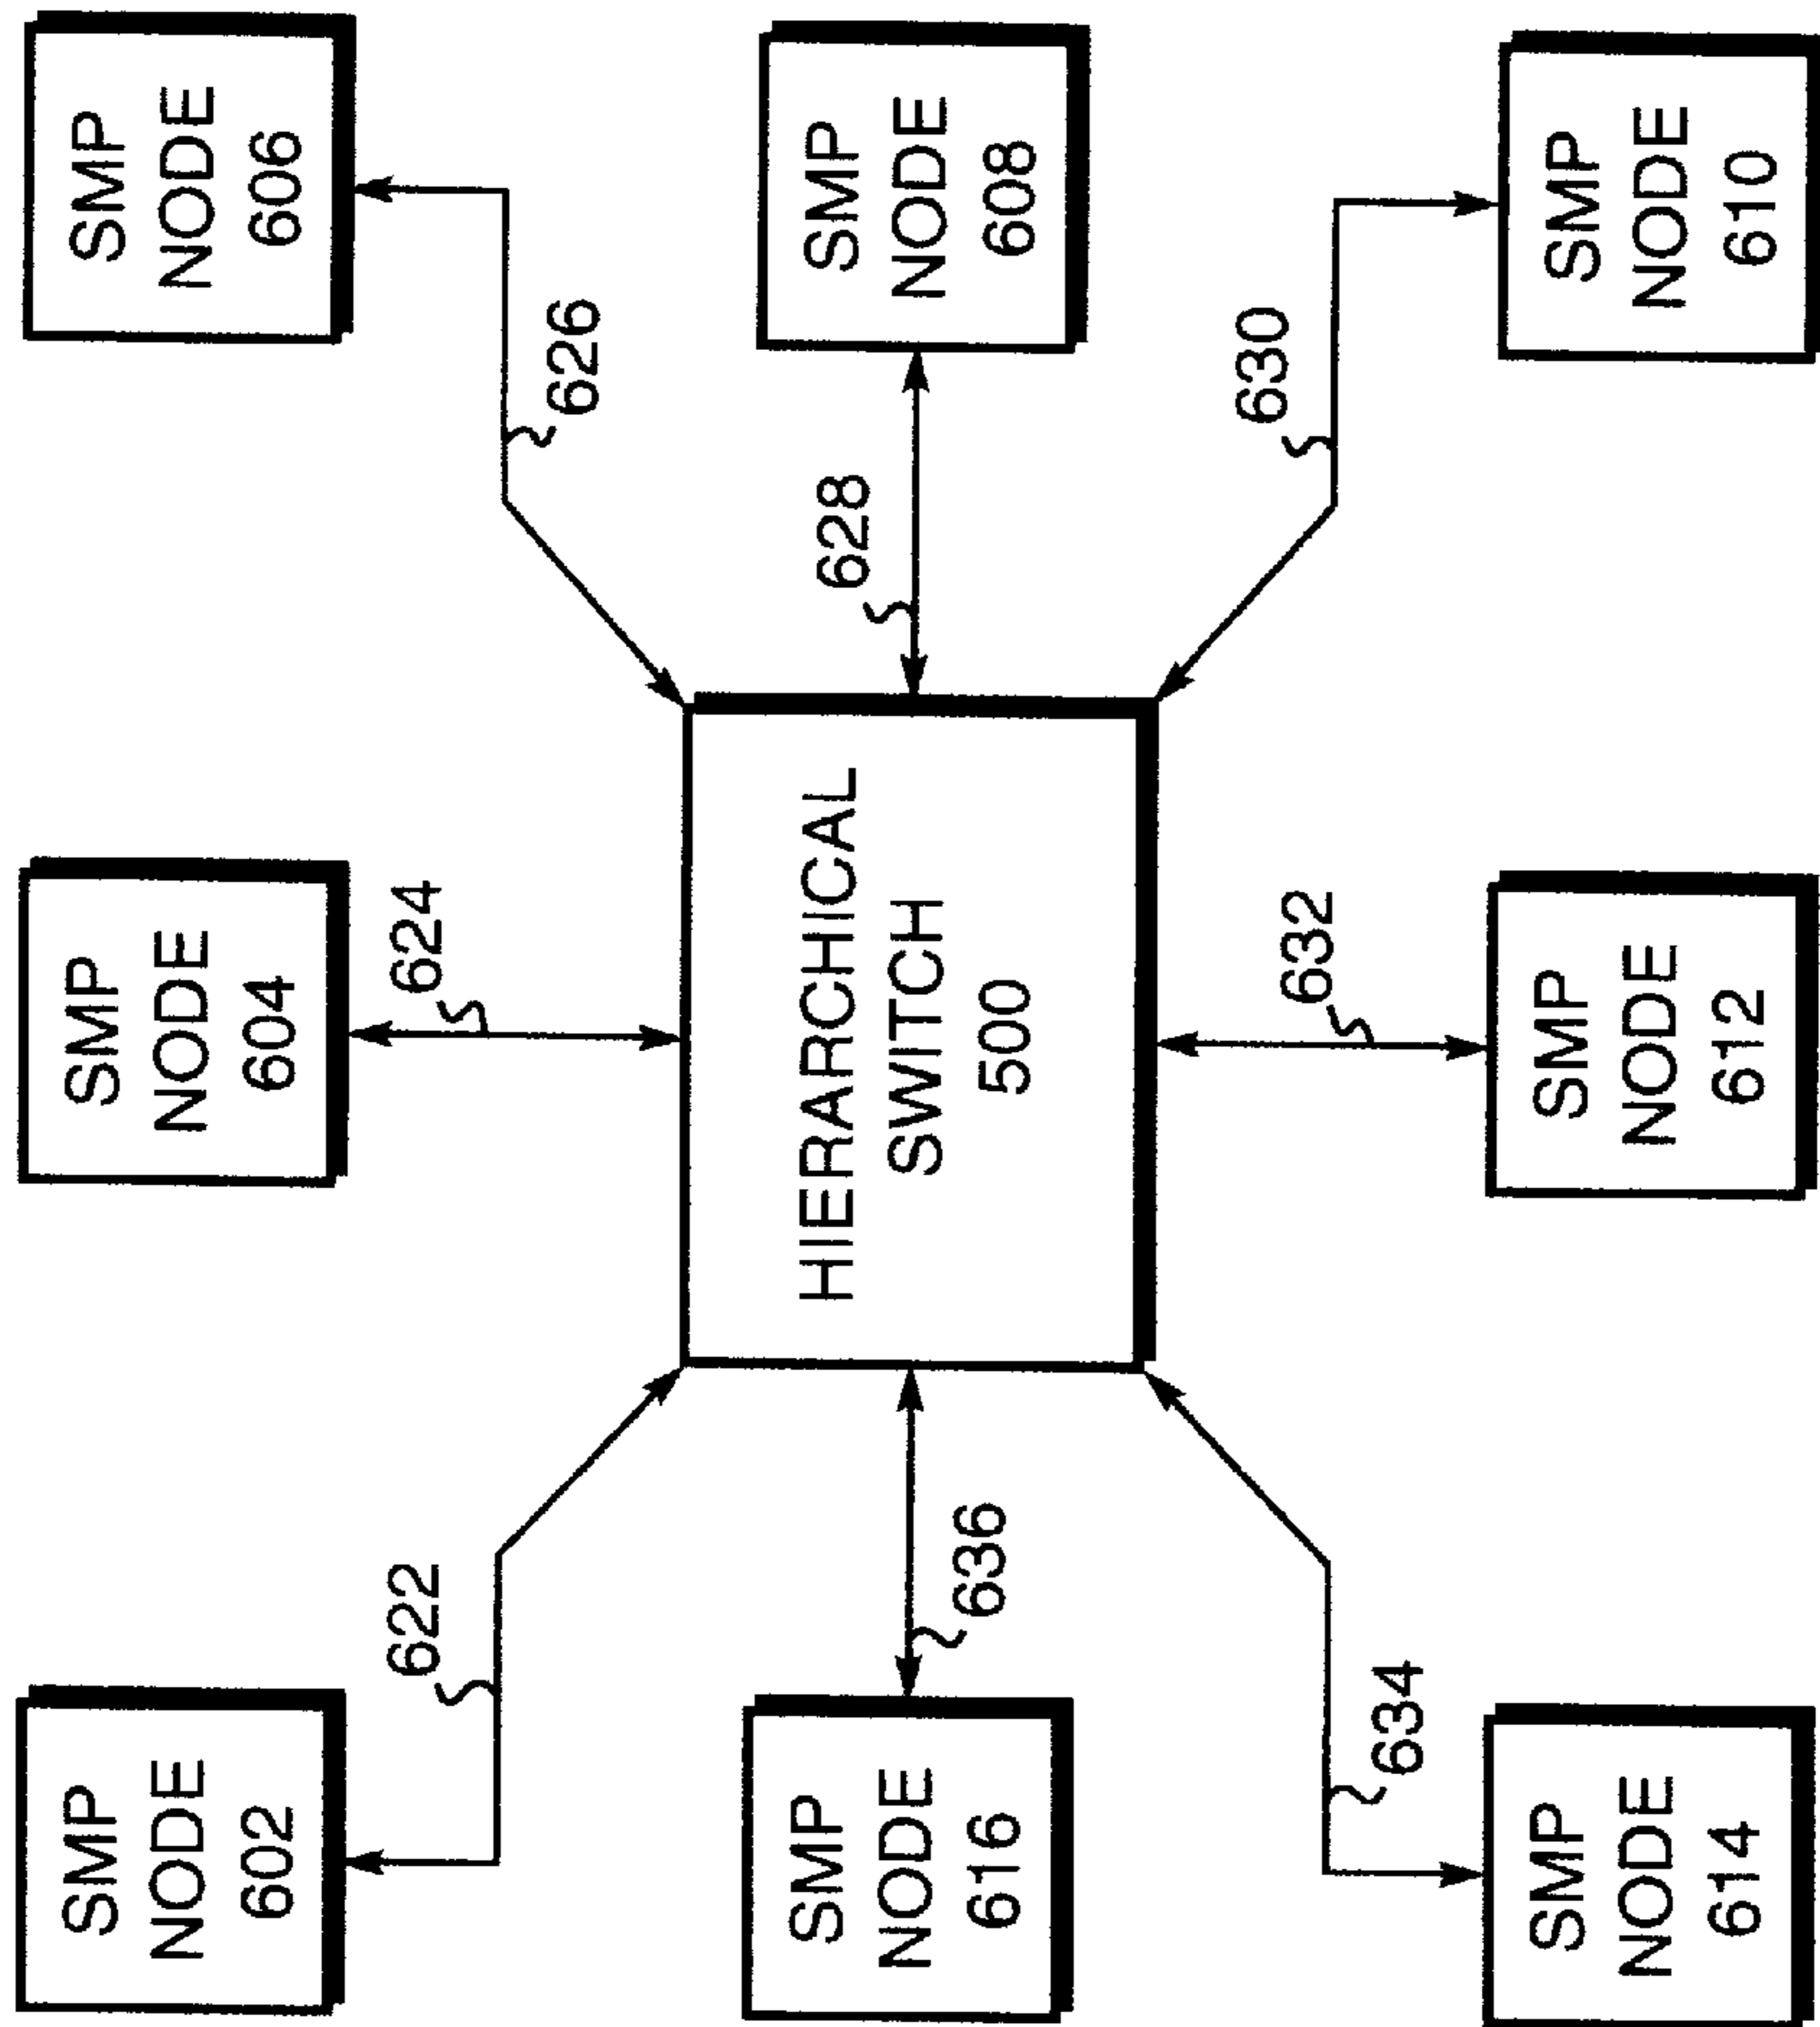 SMP
NODE
602
622
SMP
NODE
604
624
SMP
NODE
606
626
SMP
NODE
616
636
HIERARCHICAL
SWITCH
500
628
SMP
NODE
608
SMP
NODE
614
634
SMP
NODE
612
632
SMP
NODE
610
630